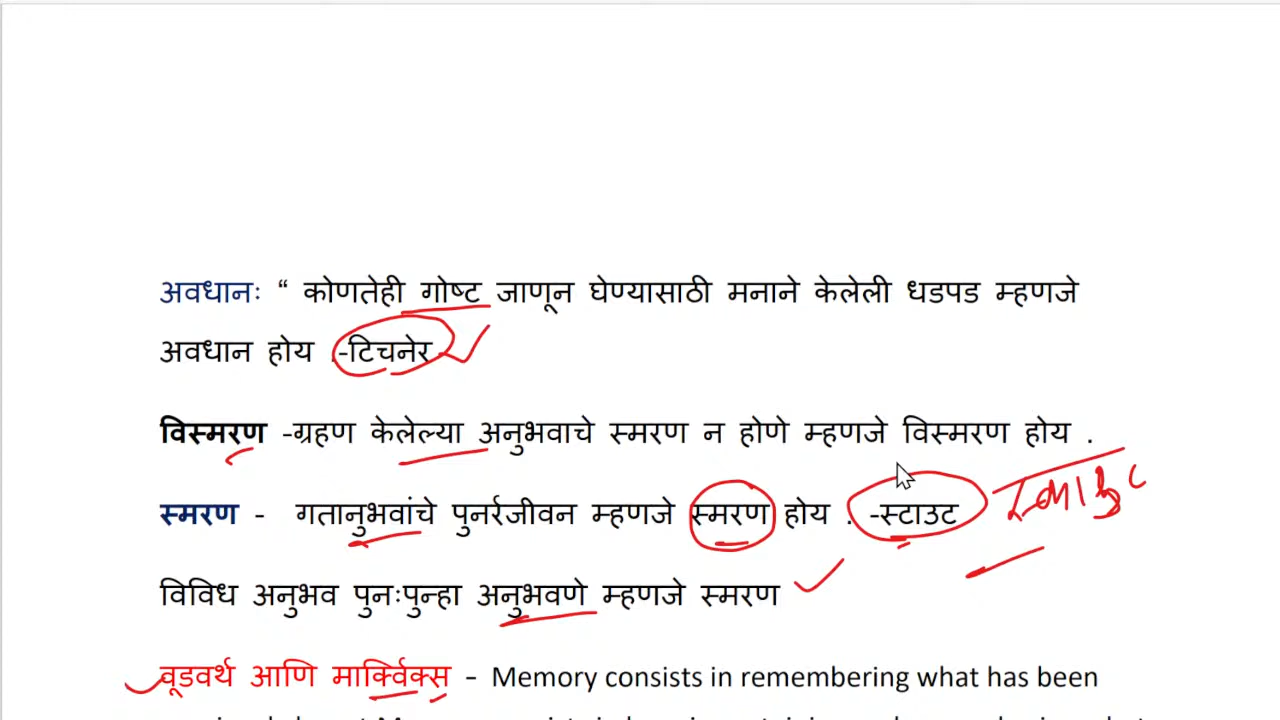 अवधानः “ कोणतेही गोष्ट जाणून घेण्यासाठी मनाने केलेली धडपड म्हणजे
अवधान होय .-टिचनेर
विस्मरण -ग्रहण केलेल्या अनुभवाचे स्मरण न होणे म्हणजे विस्मरण होय .
स्मरण - गतानुभवांचे पुनर्रजीवन म्हणजे स्मरण होय . -स्टाउट
विविध अनुभव पुनःपुन्हा अनुभवणे म्हणजे स्मरण
वूडवर्थ आणि मार्क्विक्स - Memory consists in remembering what has been